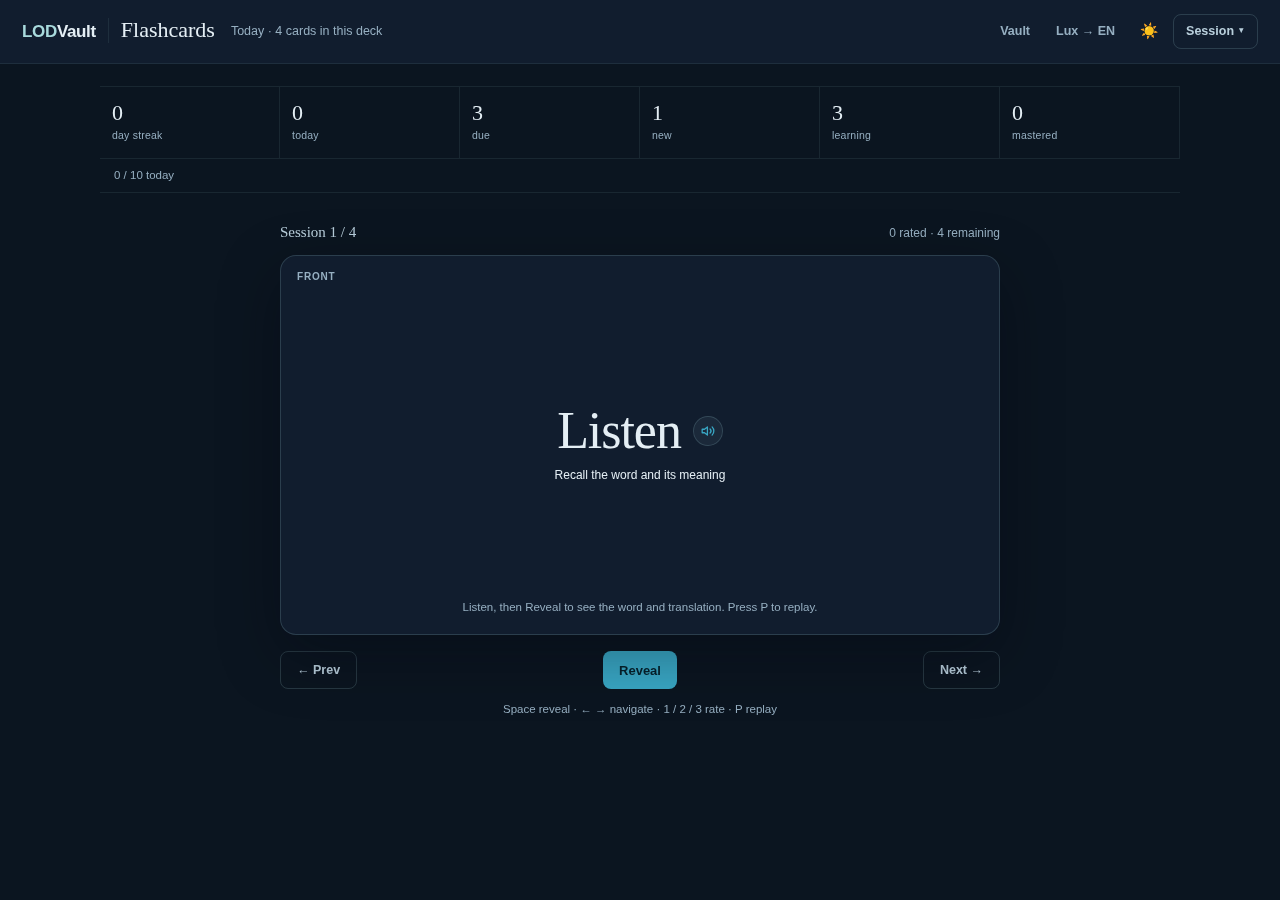 LODVault Flashcards Today · 4 cards in this deck Vault Lux → EN Session ▾
0 0 3 1 3 0
day streak today due new learning mastered
0 / 10 today
Session 1 / 4 0 rated · 4 remaining
FRONT
Listen
Recall the word and its meaning
Listen, then Reveal to see the word and translation. Press P to replay.
← Prev Reveal Next →
Space reveal · ← → navigate · 1 / 2 / 3 rate · P replay